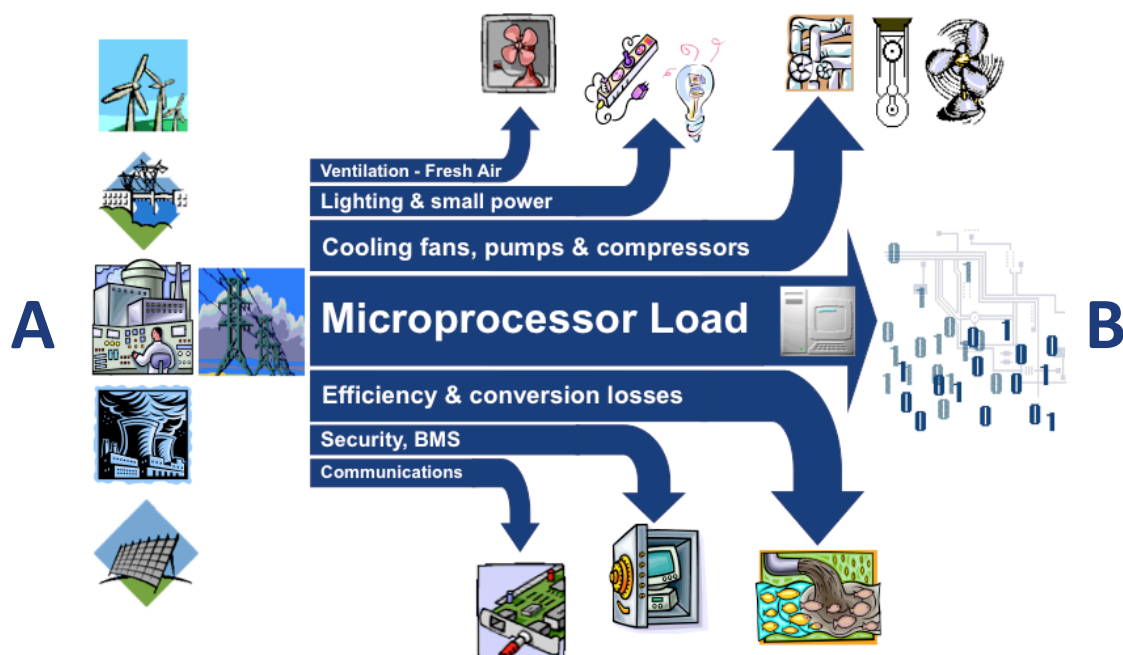 A
Ventilation - Fresh Air
Lighting & small power
Cooling fans, pumps & compressors
Microprocessor Load
Efficiency & conversion losses
Security, BMS
Communications
B